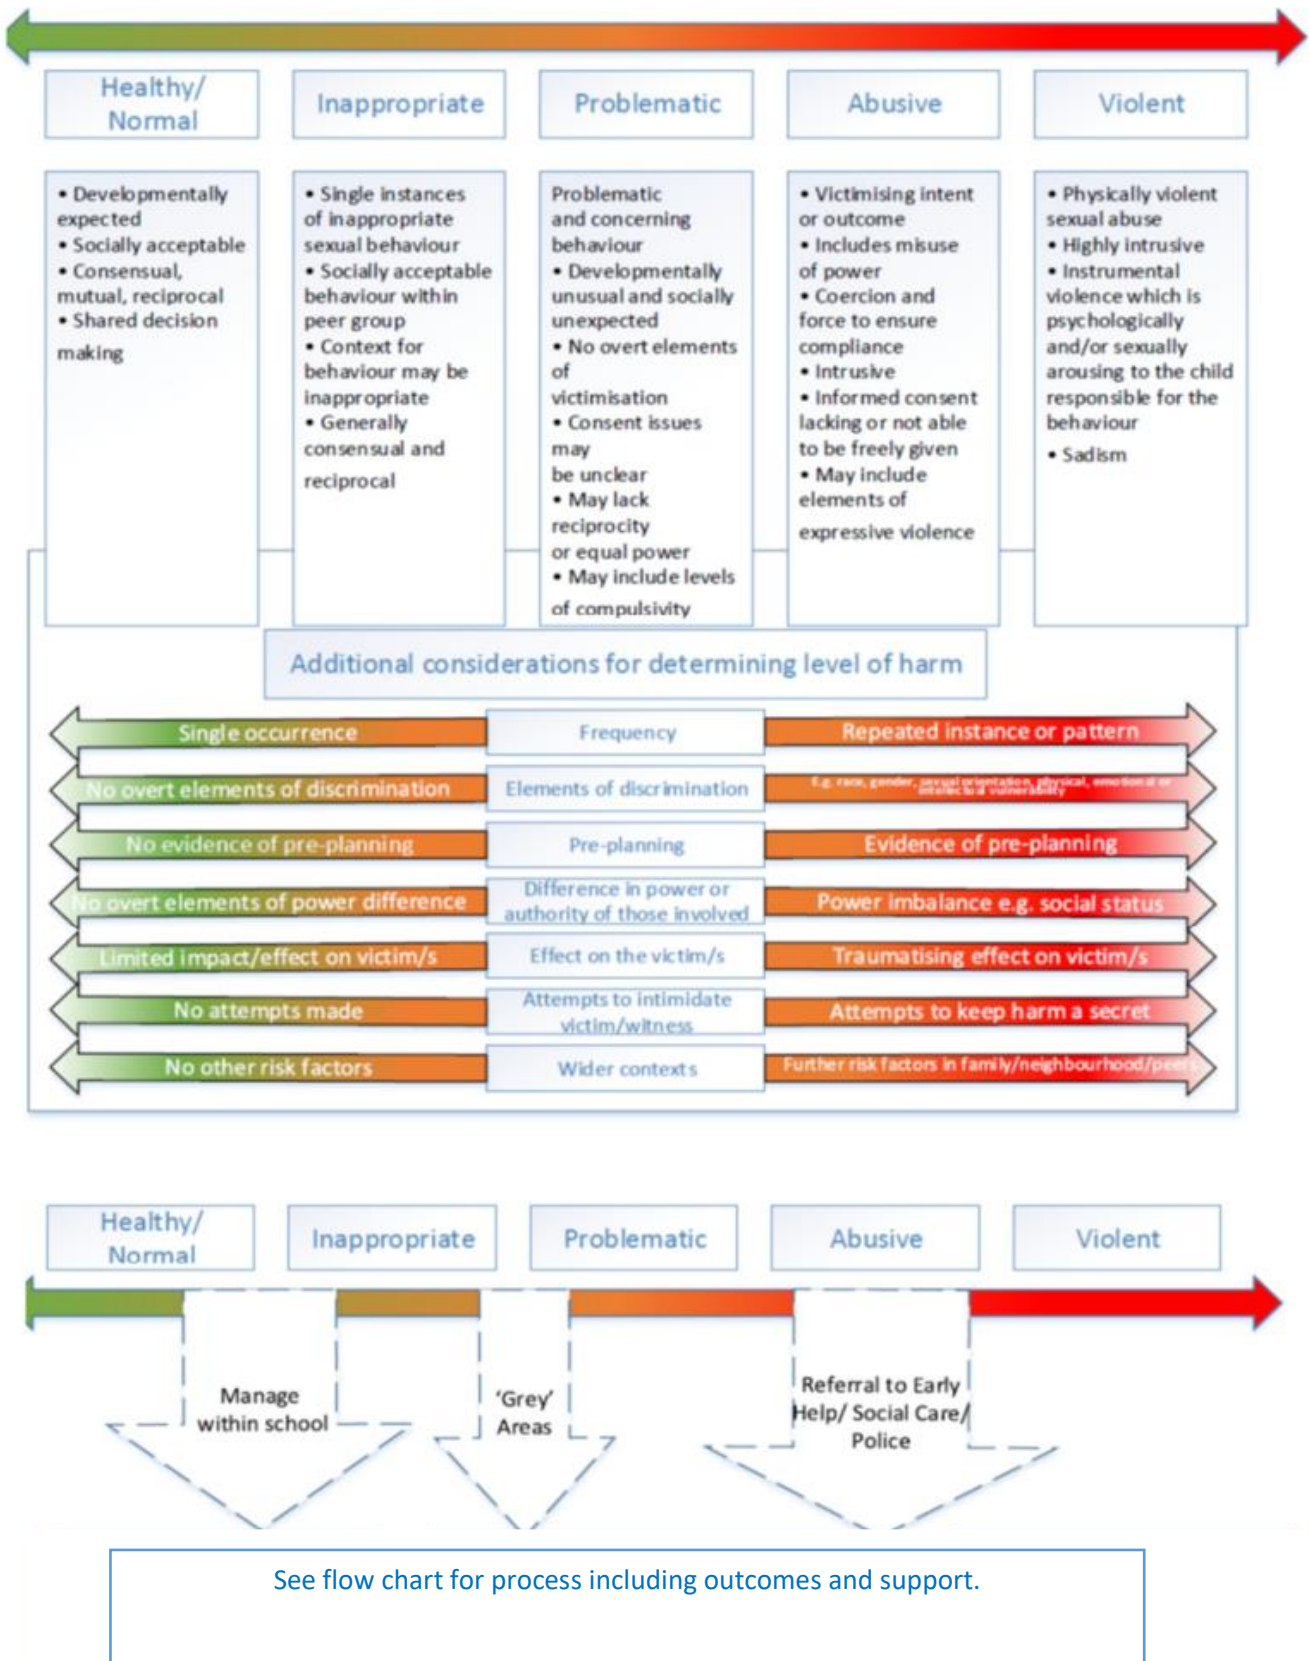 Healthy/
Normal
Inappropriate
Problematic
Abusive
Violent
• Developmentally
expected
• Socially acceptable
• Consensual,
mutual, reciprocal
• Shared decision
making
• Single instances
of inappropriate
sexual behaviour
• Socially acceptable
behaviour within
peer group
• Context for
behaviour may be
inappropriate
• Generally
consensual and
reciprocal
Problematic
and concerning
behaviour
• Developmentally
unusual and socially
unexpected
• No overt elements
of
victimisation
• Consent issues
may
be unclear
• May lack
reciprocity
or equal power
• May include levels
of compulsivity
• Victimising intent
or outcome
• Includes misuse
of power
• Coercion and
force to ensure
compliance
• Intrusive
• Informed consent
lacking or not able
to be freely given
• May include
elements of
expressive violence
• Physically violent
sexual abuse
• Highly intrusive
• Instrumental
violence which is
psychologically
and/or sexually
arousing to the child
responsible for the
behaviour
• Sadism
Additional considerations for determining level of harm
Single occurrence
Frequency
Repeated instance or pattern
No overt elements of discrimination
Elements of discrimination
E.g. race, gender, sexual orientation, physical, emotional or
intellectual vulnerability
No evidence of pre-planning
Pre-planning
Evidence of pre-planning
No overt elements of power difference
Difference in power or
authority of those involved
Power imbalance e.g. social status
Limited impact/effect on victim/s
Effect on the victim/s
Traumatising effect on victim/s
No attempts made
Attempts to intimidate
victim/witness
Attempts to keep harm a secret
No other risk factors
Wider contexts
Further risk factors in family/neighbourhood/peers
Healthy/
Normal
Inappropriate
Problematic
Abusive
Violent
Manage
within school
‘Grey’
Areas
Referral to Early
Help/ Social Care/
Police
See flow chart for process including outcomes and support.